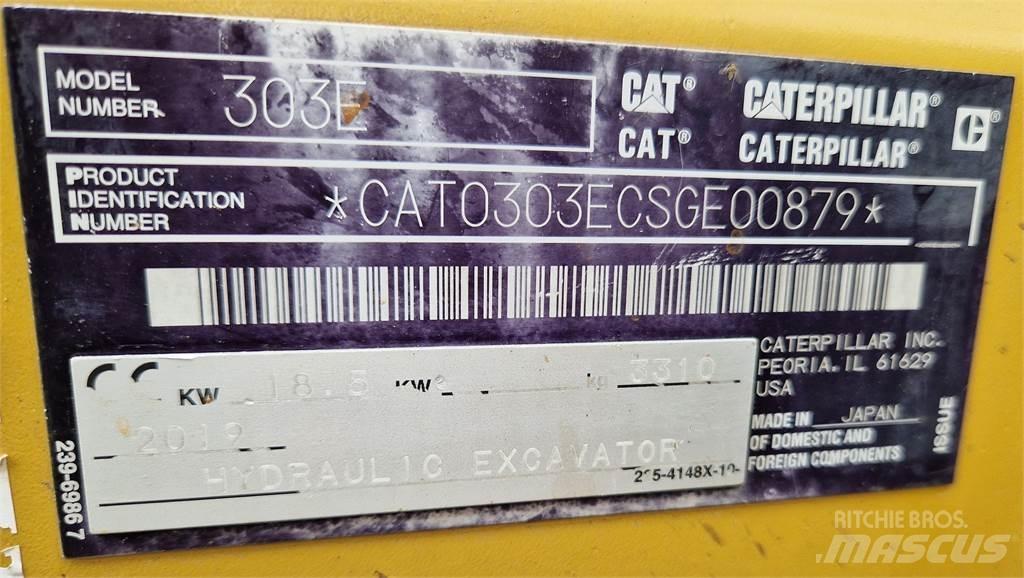 MODEL NUMBER 303E
CAT® CATERPILLAR®
CAT® CATERPILLAR®
PRODUCT IDENTIFICATION NUMBER *CAT0303ECSGE00879*
CATERPILLAR INC.
PEORIA, IL 61629
USA
MADE IN JAPAN
OF DOMESTIC AND
FOREIGN COMPONENTS
ISSUE
KW 18.5 KW kg 3310
2019
HYDRAULIC EXCAVATOR
239-6986 7
RITCHIE BROS.
MASCUS